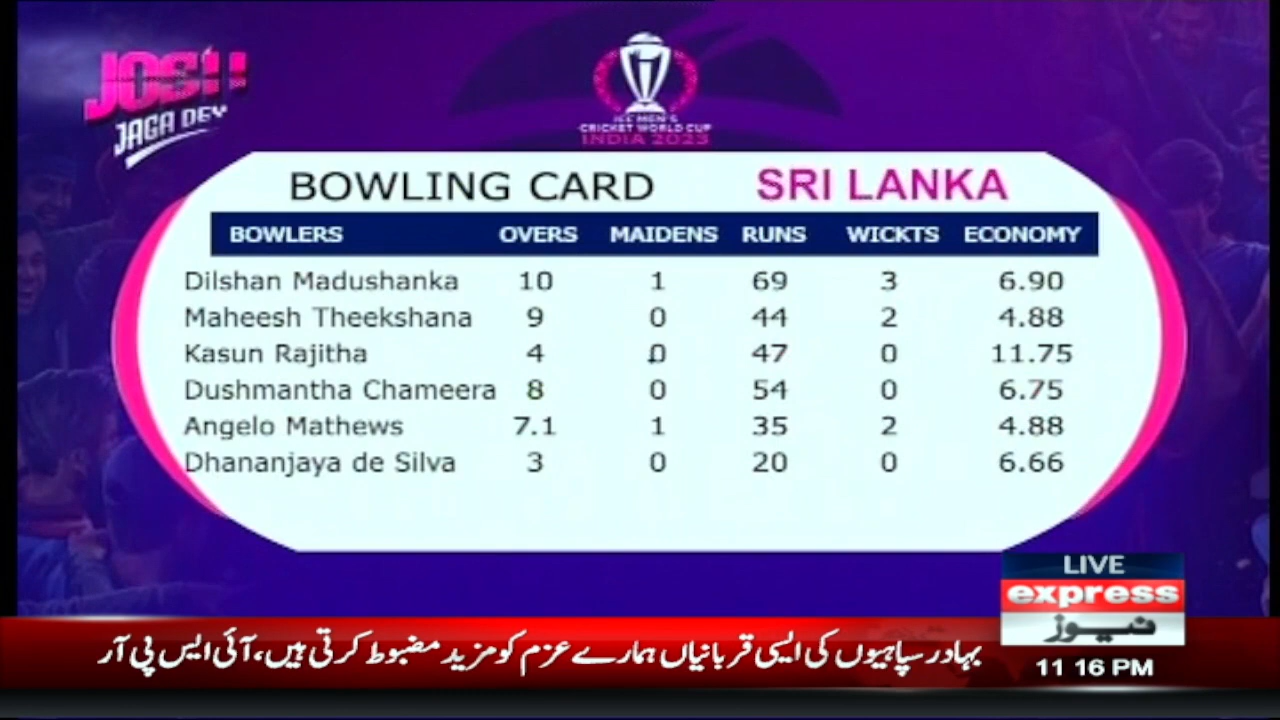 JOSH
JAGA DEY
ICC MEN'S
CRICKET WORLD CUP
INDIA 2023
BOWLING CARD SRI LANKA
BOWLERS OVERS MAIDENS RUNS WICKTS ECONOMY
Dilshan Madushanka 10 1 69 3 6.90
Maheesh Theekshana 9 0 44 2 4.88
Kasun Rajitha 4 0 47 0 11.75
Dushmantha Chameera 8 0 54 0 6.75
Angelo Mathews 7.1 1 35 2 4.88
Dhananjaya de Silva 3 0 20 0 6.66
LIVE
express
نیوز
بہادر سپاہیوں کی ایسی قربانیاں ہمارے عزم کو مزید مضبوط کرتی ہیں، آئی ایس پی آر
11 16 PM